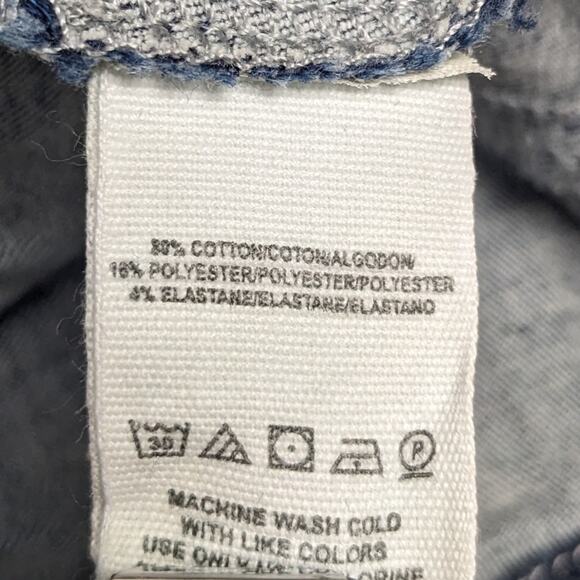 80% COTTON/COTON/ALGODON/
16% POLYESTER/POLYESTER/POLYESTER
4% ELASTANE/ELASTANE/ELASTANO
30 P
MACHINE WASH COLD
WITH LIKE COLORS
USE ONLY